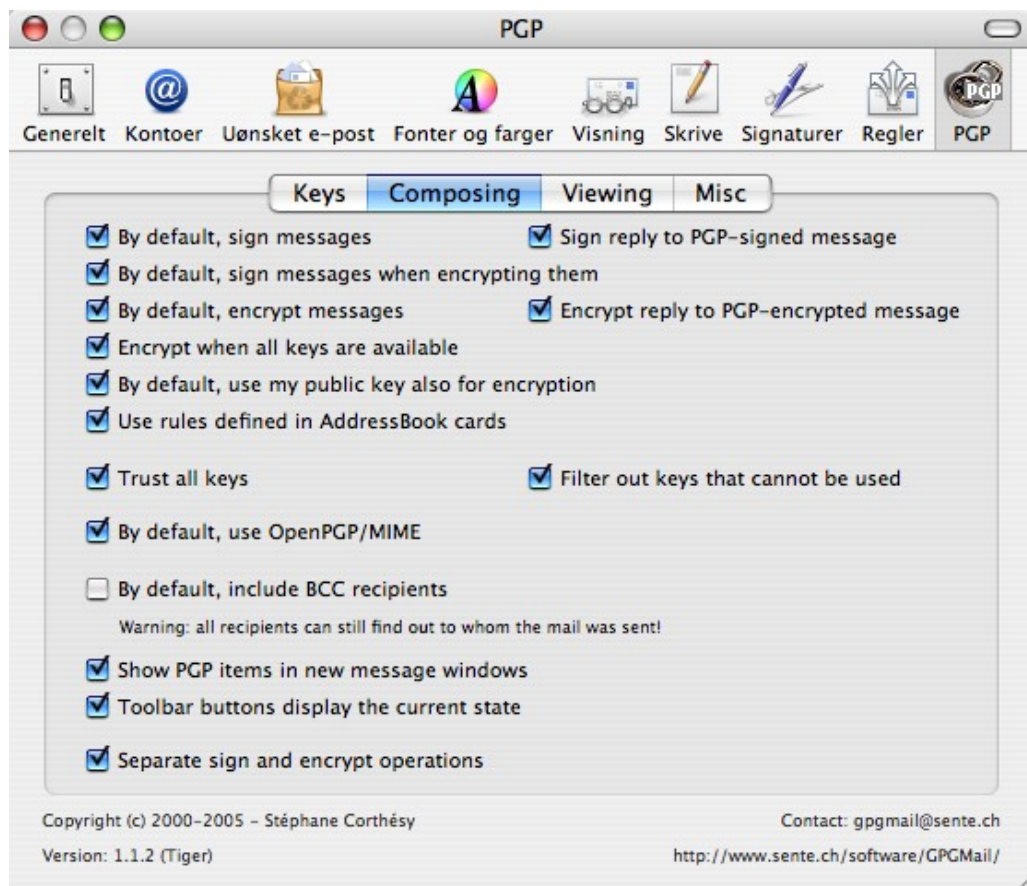 PGP
Generelt Kontoer Uønsket e-post Fonter og farger Visning Skrive Signaturer Regler PGP
Keys Composing Viewing Misc
By default, sign messages Sign reply to PGP-signed message
By default, sign messages when encrypting them
By default, encrypt messages Encrypt reply to PGP-encrypted message
Encrypt when all keys are available
By default, use my public key also for encryption
Use rules defined in AddressBook cards
Trust all keys Filter out keys that cannot be used
By default, use OpenPGP/MIME
By default, include BCC recipients
Warning: all recipients can still find out to whom the mail was sent!
Show PGP items in new message windows
Toolbar buttons display the current state
Separate sign and encrypt operations
Copyright (c) 2000-2005 - Stéphane Corthésy Contact: gpgmail@sente.ch
Version: 1.1.2 (Tiger) http://www.sente.ch/software/GPGMail/